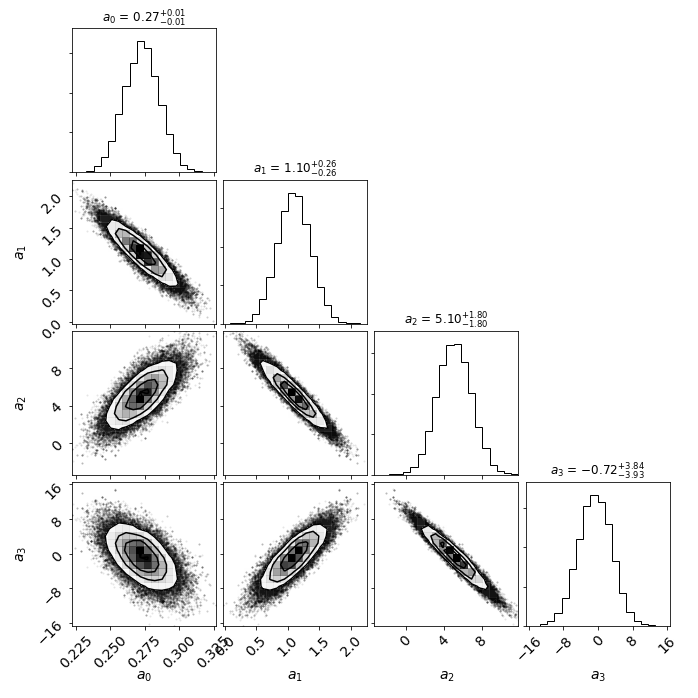 a₀ = 0.27+0.01−0.01
a₁ = 1.10+0.26−0.26
a₁
2.0
1.5
1.0
0.5
0.0
a₂ = 5.10+1.80−1.80
a₂
8
4
0
a₃ = −0.72+3.84−3.93
a₃
16
8
0
−8
−16
0.225 0.250 0.275 0.300 0.325
0.0 0.5 1.0 1.5 2.0
0 4 8
−16 −8 0 8 16
a₀ a₁ a₂ a₃